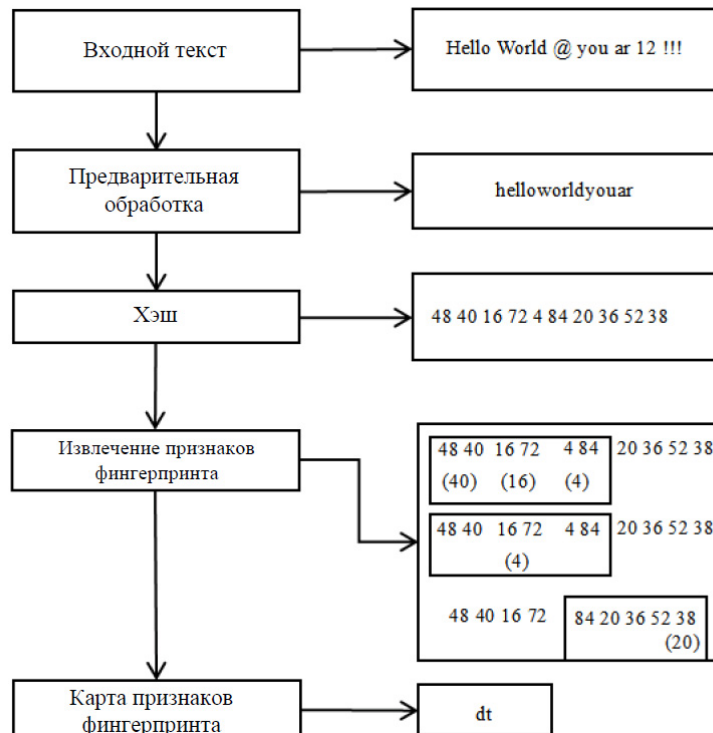 Входной текст
Hello World @ you ar 12 !!!
Предварительная
обработка
helloworldyouar
Хэш
48 40 16 72 4 84 20 36 52 38
Извлечение признаков
фингерпринта
48 40 16 72 4 84 20 36 52 38
(40) (16) (4)
48 40 16 72 4 84 20 36 52 38
(4)
48 40 16 72 84 20 36 52 38
(20)
Карта признаков
фингерпринта
dt